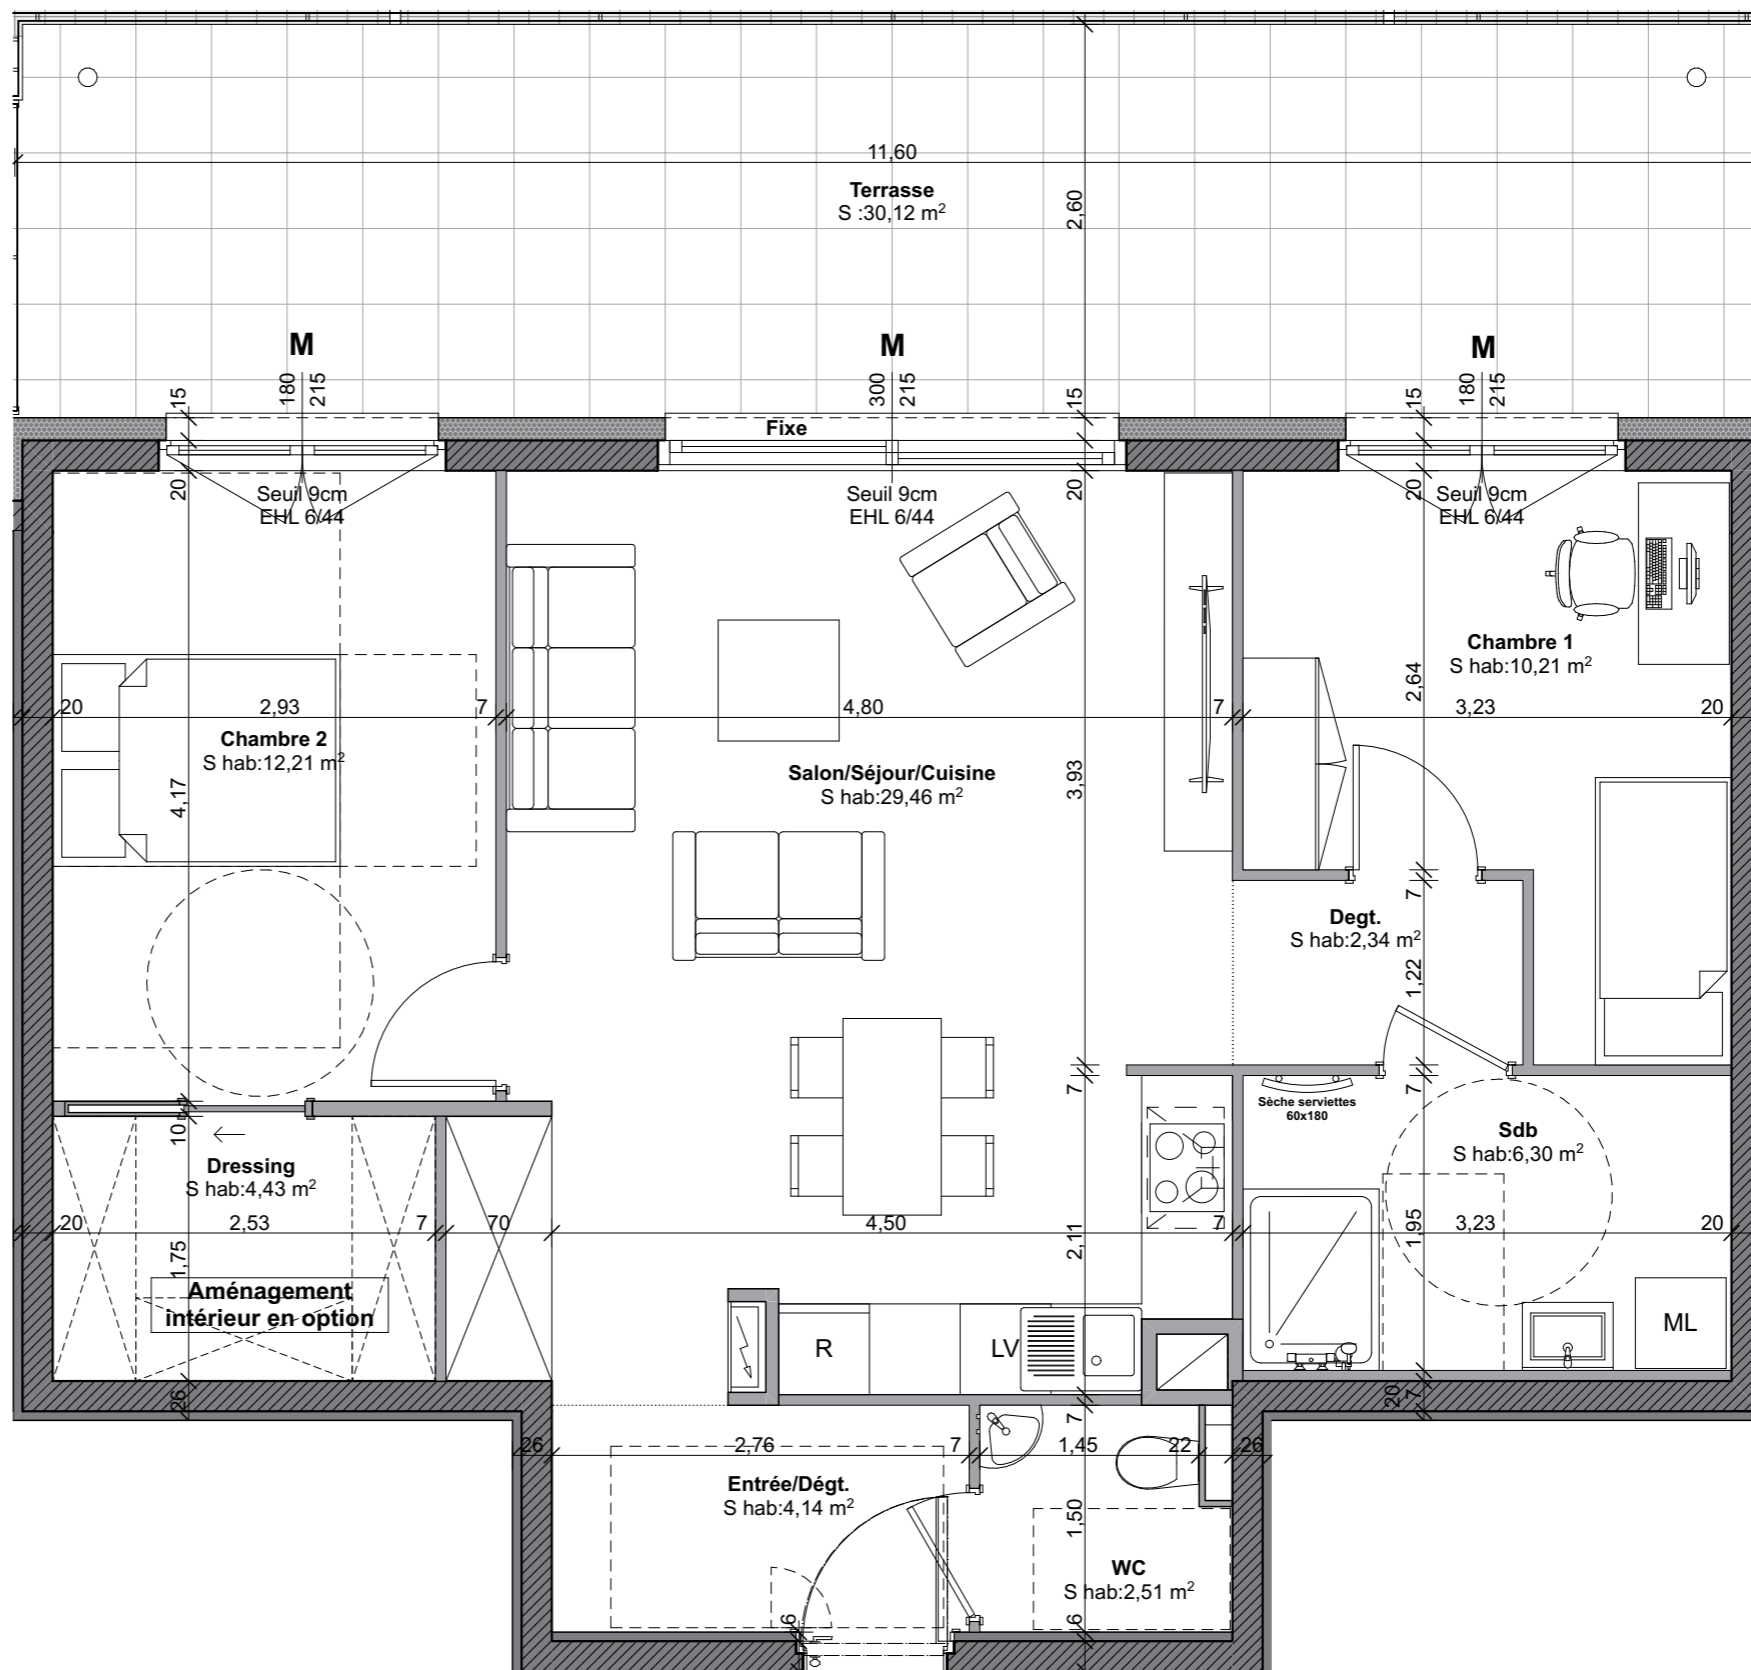 11,60
Terrasse
S :30,12 m²
2,60
M
M
M
15
180
215
300
215
15
15
180
215
Fixe
20
Seuil 9cm
EHL 6/44
Seuil 9cm
EHL 6/44
20
20
Seuil 9cm
EHL 6/44
Chambre 1
S hab:10,21 m²
2,64
20
2,93
7
4,80
7
3,23
20
Chambre 2
S hab:12,21 m²
4,17
Salon/Séjour/Cuisine
S hab:29,46 m²
3,93
7
Degt.
S hab:2,34 m²
1,22
7
7
Sèche serviettes
60x180
10
Sdb
S hab:6,30 m²
Dressing
S hab:4,43 m²
20
2,53
7
70
4,50
7
3,23
20
1,75
2,11
1,95
Aménagement
intérieur en option
R
LV
ML
26
7
20
7
26
2,76
7
1,45
22
26
Entrée/Dégt.
S hab:4,14 m²
1,50
WC
S hab:2,51 m²
6
6